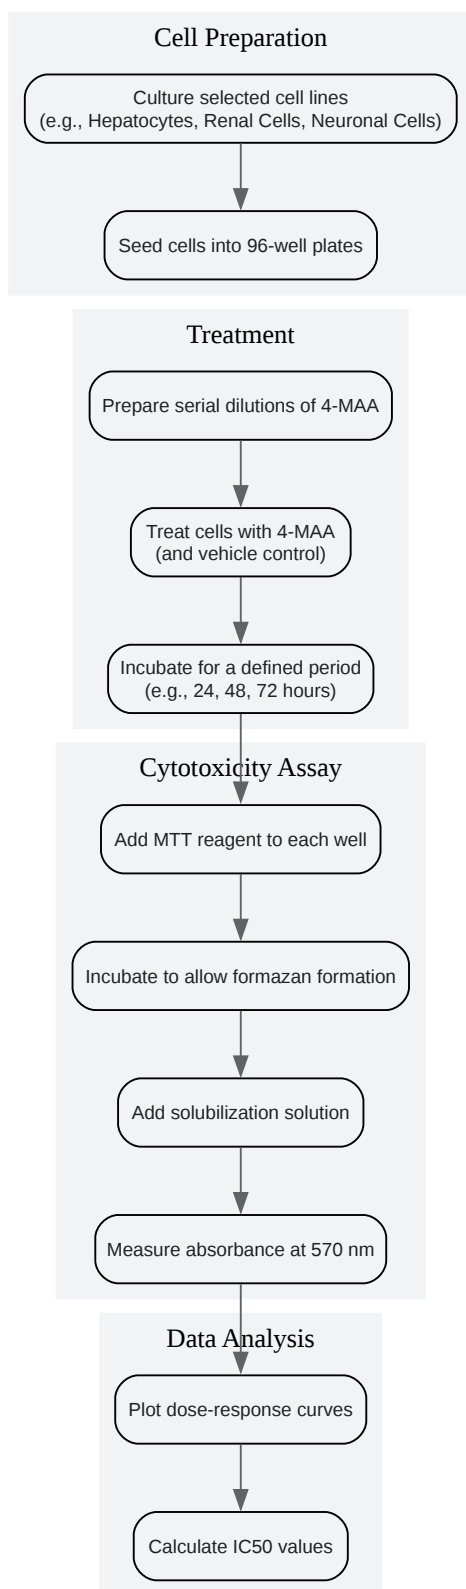 Cell Preparation
Culture selected cell lines
(e.g., Hepatocytes, Renal Cells, Neuronal Cells)
Seed cells into 96-well plates
Treatment
Prepare serial dilutions of 4-MAA
Treat cells with 4-MAA
(and vehicle control)
Incubate for a defined period
(e.g., 24, 48, 72 hours)
Cytotoxicity Assay
Add MTT reagent to each well
Incubate to allow formazan formation
Add solubilization solution
Measure absorbance at 570 nm
Data Analysis
Plot dose-response curves
Calculate IC50 values